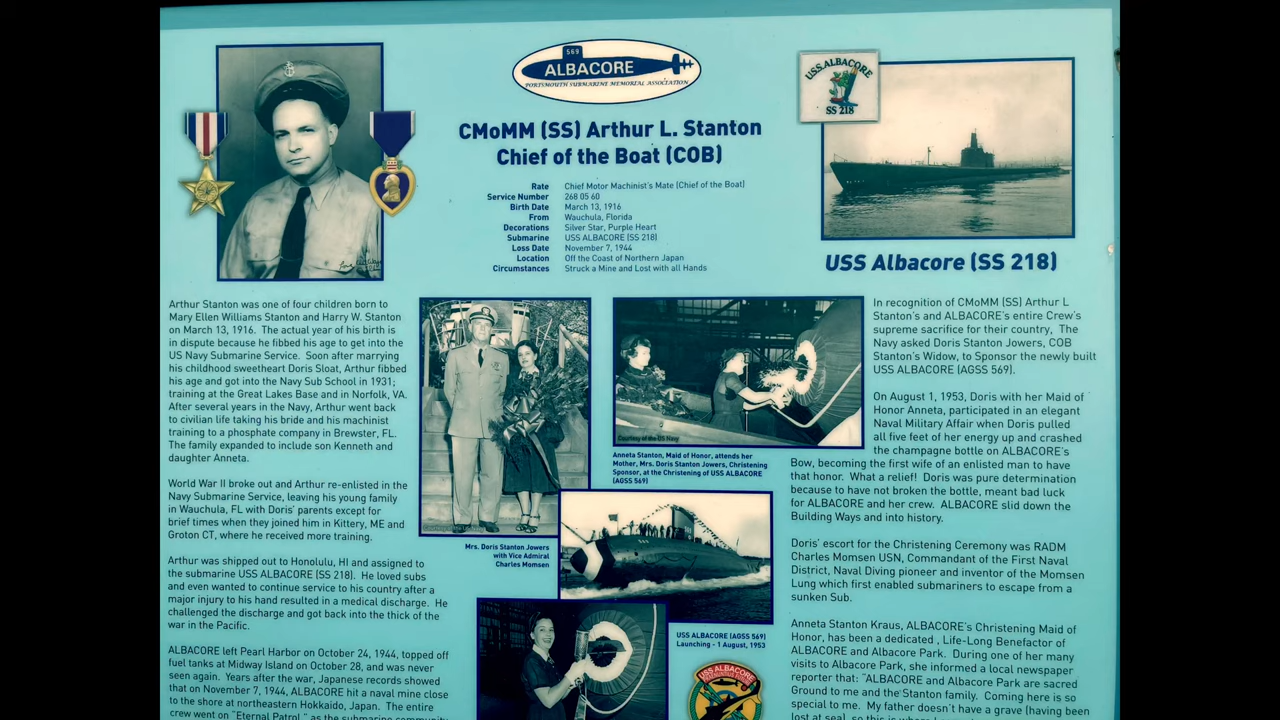 569
ALBACORE
PORTSMOUTH SUBMARINE MEMORIAL ASSOCIATION
CMoMM (SS) Arthur L. Stanton
Chief of the Boat (COB)
Rate Chief Motor Machinist's Mate (Chief of the Boat)
Service Number 268 05 60
Birth Date March 13, 1916
From Wauchula, Florida
Decorations Silver Star, Purple Heart
Submarine USS ALBACORE (SS 218)
Loss Date November 7, 1944
Location Off the Coast of Northern Japan
Circumstances Struck a Mine and Lost with all Hands
USS ALBACORE
SS 218
USS Albacore (SS 218)
Arthur Stanton was one of four children born to
Mary Ellen Williams Stanton and Harry W. Stanton
on March 13, 1916. The actual year of his birth is
in dispute because he fibbed his age to get into the
US Navy Submarine Service. Soon after marrying
his childhood sweetheart Doris Sloat, Arthur fibbed
his age and got into the Navy Sub School in 1931;
training at the Great Lakes Base and in Norfolk, VA.
After several years in the Navy, Arthur went back
to civilian life taking his bride and his machinist
training to a phosphate company in Brewster, FL.
The family expanded to include son Kenneth and
daughter Anneta.
World War II broke out and Arthur re-enlisted in the
Navy Submarine Service, leaving his young family
in Wauchula, FL with Doris' parents except for
brief times when they joined him in Kittery, ME and
Groton CT, where he received more training.
Arthur was shipped out to Honolulu, HI and assigned to
the submarine USS ALBACORE (SS 218). He loved subs
and even wanted to continue service to his country after a
major injury to his hand resulted in a medical discharge. He
challenged the discharge and got back into the thick of the
war in the Pacific.
ALBACORE left Pearl Harbor on October 24, 1944, topped off
fuel tanks at Midway Island on October 28, and was never
seen again. Years after the war, Japanese records showed
that on November 7, 1944, ALBACORE hit a naval mine close
to the shore at northeastern Hokkaido, Japan. The entire
crew went on "Eternal Patrol," as the submarine community
Mrs. Doris Stanton Jowers
with Vice Admiral
Charles Momsen
Courtesy of the US Navy
Anneta Stanton, Maid of Honor, attends her
Mother, Mrs. Doris Stanton Jowers, Christening
Sponsor, at the Christening of USS ALBACORE
(AGSS 569)
USS ALBACORE (AGSS 569)
Launching - 1 August, 1953
USS ALBACORE
In recognition of CMoMM (SS) Arthur L
Stanton's and ALBACORE's entire Crew's
supreme sacrifice for their country, The
Navy asked Doris Stanton Jowers, COB
Stanton's Widow, to Sponsor the newly built
USS ALBACORE (AGSS 569).
On August 1, 1953, Doris with her Maid of
Honor Anneta, participated in an elegant
Naval Military Affair when Doris pulled
all five feet of her energy up and crashed
the champagne bottle on ALBACORE's
Bow, becoming the first wife of an enlisted man to have
that honor. What a relief! Doris was pure determination
because to have not broken the bottle, meant bad luck
for ALBACORE and her crew. ALBACORE slid down the
Building Ways and into history.
Doris' escort for the Christening Ceremony was RADM
Charles Momsen USN, Commandant of the First Naval
District, Naval Diving pioneer and inventor of the Momsen
Lung which first enabled submariners to escape from a
sunken Sub.
Anneta Stanton Kraus, ALBACORE's Christening Maid of
Honor, has been a dedicated , Life-Long Benefactor of
ALBACORE and Albacore Park. During one of her many
visits to Albacore Park, she informed a local newspaper
reporter that: "ALBACORE and Albacore Park are sacred
Ground to me and the Stanton family. Coming here is so
special to me. My father doesn't have a grave (having been
lost at sea), so this is where I